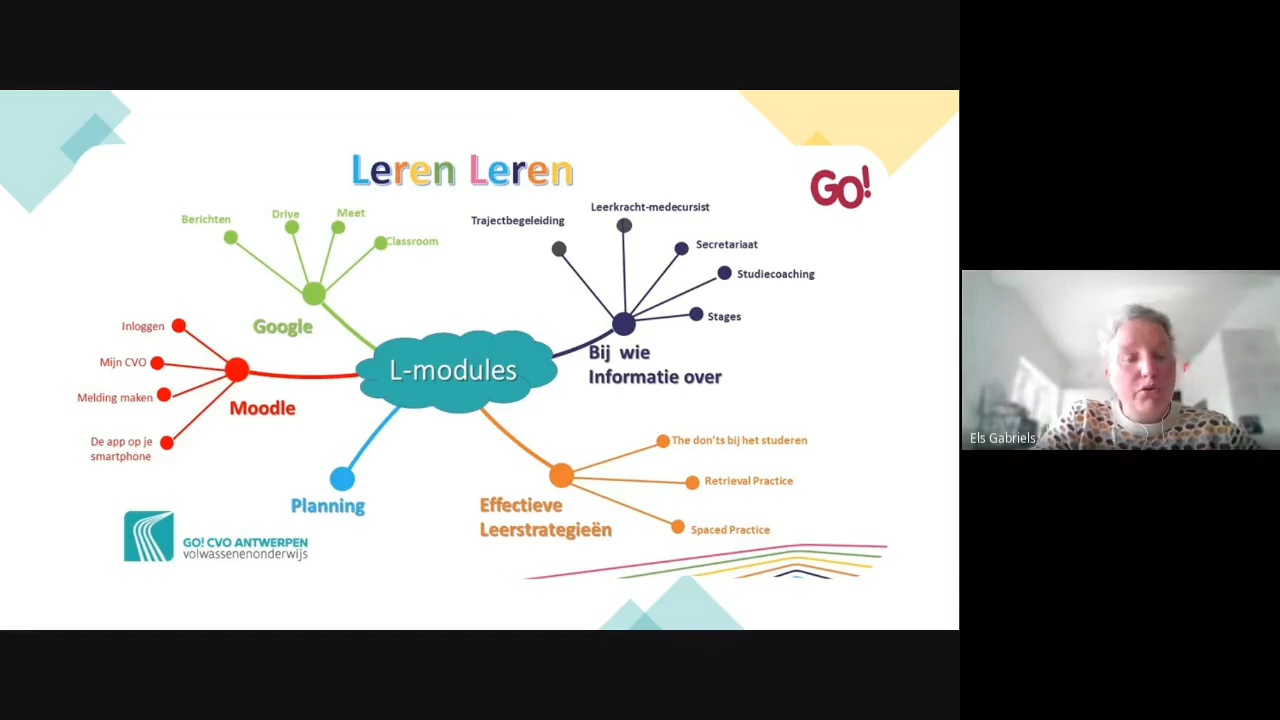 Leren Leren
GO!
Berichten
Drive
Meet
Classroom
Google
Trajectbegeleiding
Leerkracht-medecursist
Secretariaat
Studiecoaching
Stages
Bij wie
Informatie over
Inloggen
Mijn CVO
Melding maken
De app op je
smartphone
Moodle
L-modules
Planning
Effectieve
Leerstrategieën
The don'ts bij het studeren
Retrieval Practice
Spaced Practice
GO! CVO ANTWERPEN
volwassenenonderwijs
Els Gabriels